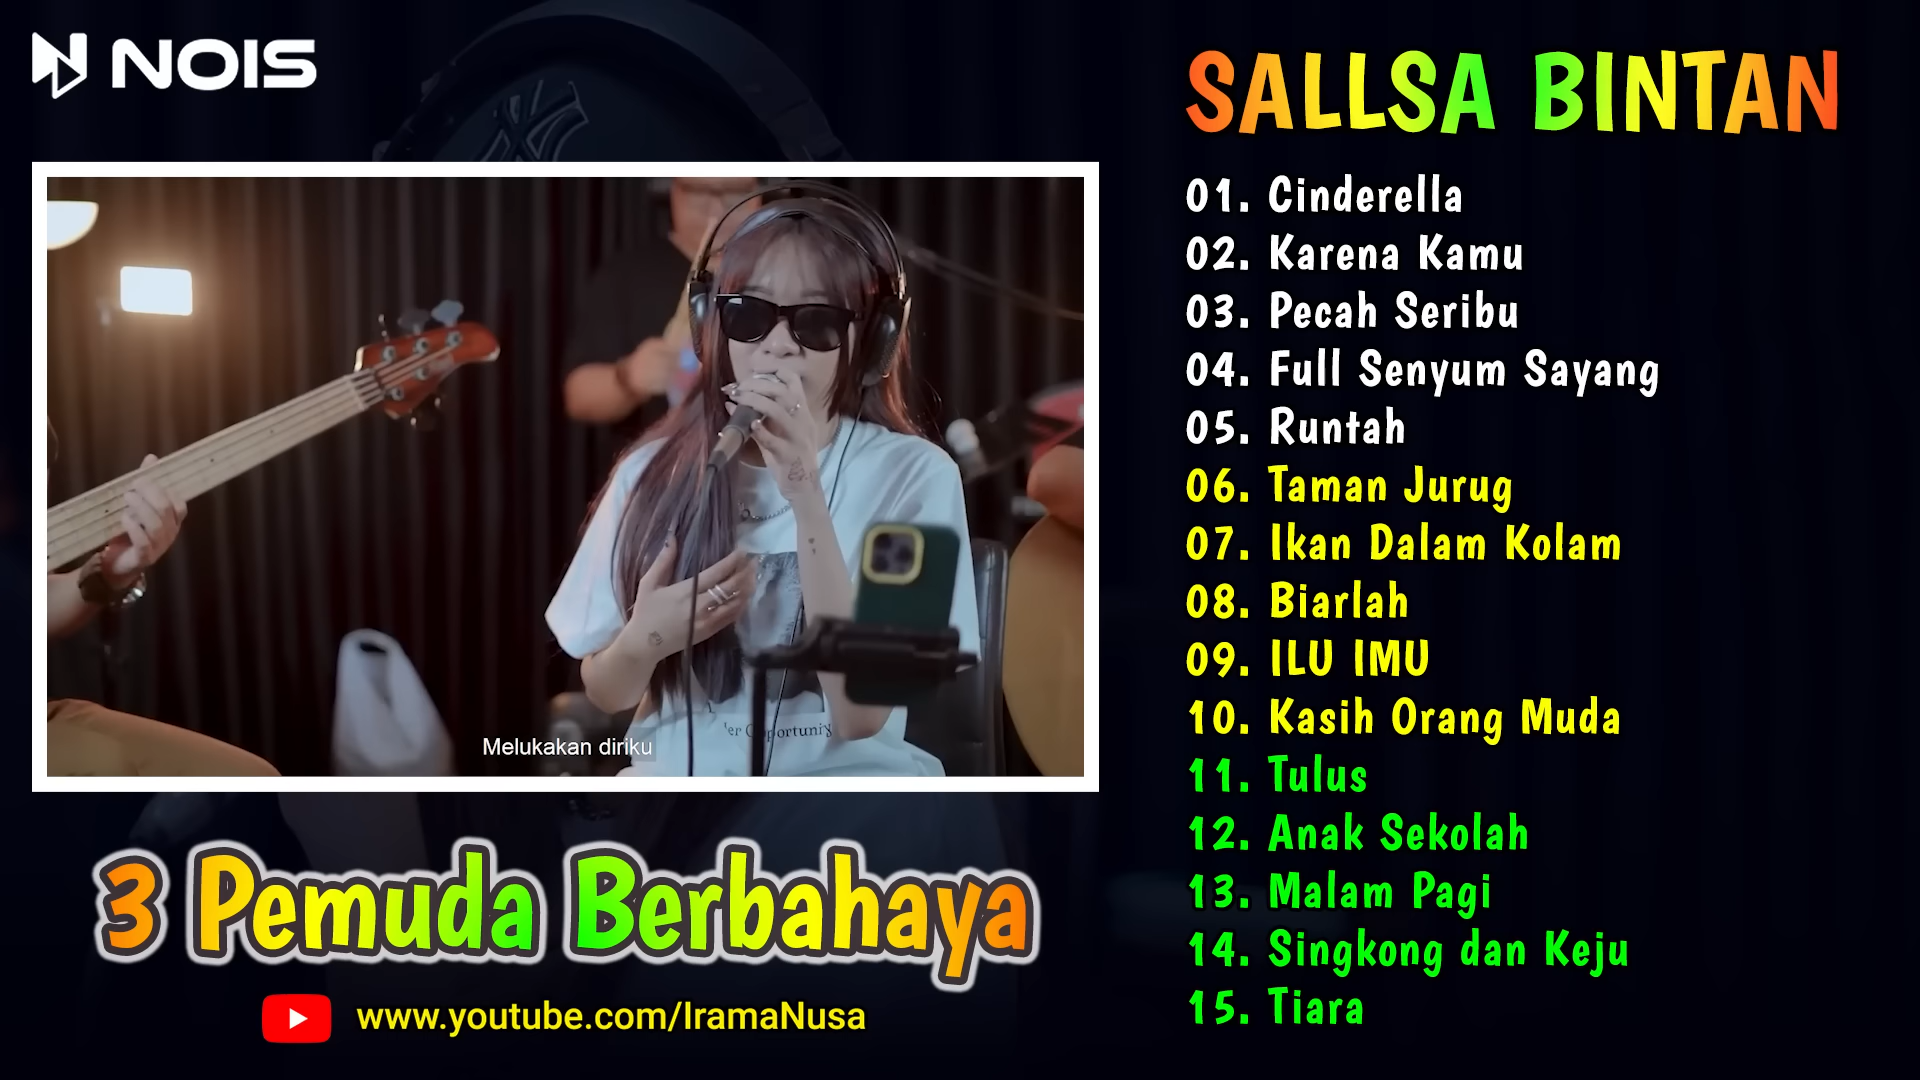 NOIS
SALLSA BINTAN
01. Cinderella
02. Karena Kamu
03. Pecah Seribu
04. Full Senyum Sayang
05. Runtah
06. Taman Jurug
07. Ikan Dalam Kolam
08. Biarlah
09. ILU IMU
10. Kasih Orang Muda
11. Tulus
12. Anak Sekolah
13. Malam Pagi
14. Singkong dan Keju
15. Tiara
Melukakan diriku
3 Pemuda Berbahaya
www.youtube.com/IramaNusa